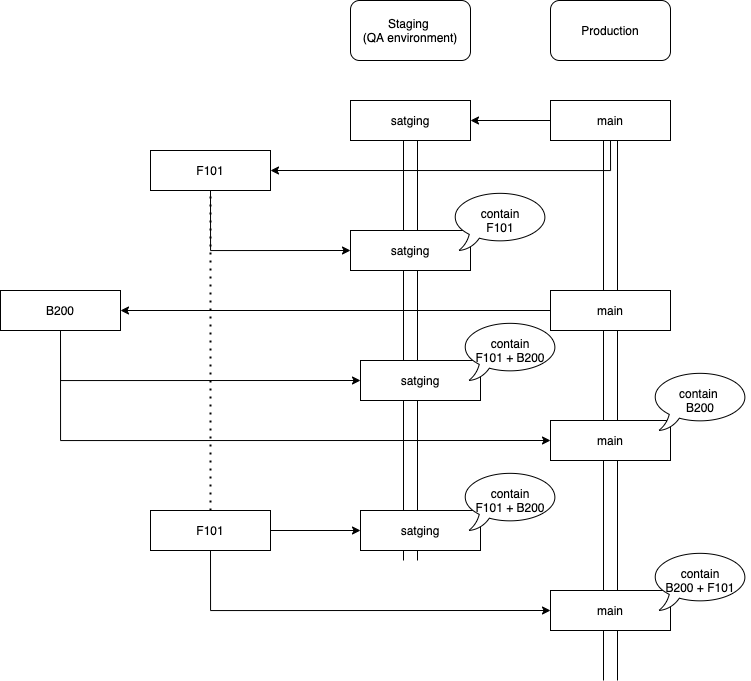 Staging
(QA environment)
Production
satging
main
F101
contain
F101
satging
B200
main
contain
F101 + B200
satging
contain
B200
main
contain
F101 + B200
F101
satging
contain
B200 + F101
main